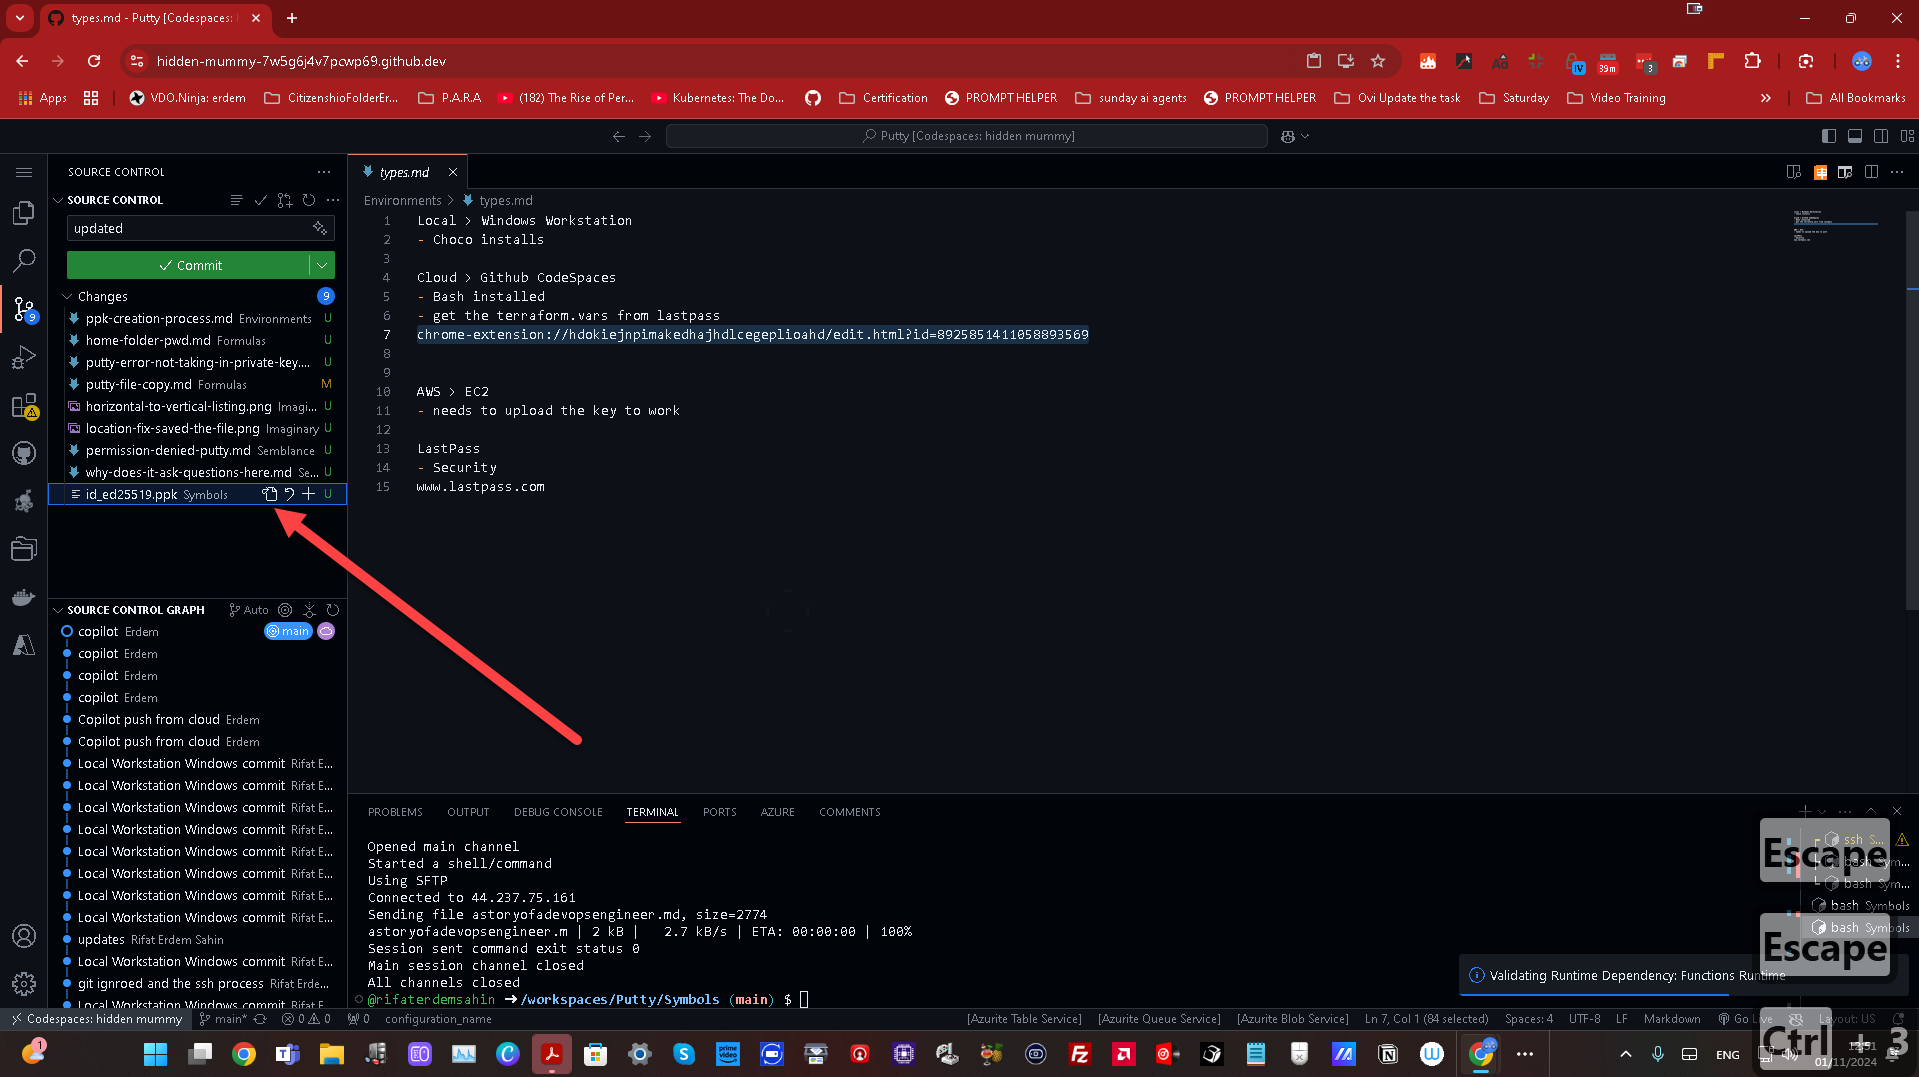 types.md - Putty [Codespaces:
hidden-mummy-7w5g6j4v7pcwp69.github.dev
IV
39m
3
Apps
VDO.Ninja: erdem
CitizenshioFolderEr...
P.A.R.A
(182) The Rise of Per...
Kubernetes: The Do...
Certification
PROMPT HELPER
sunday ai agents
PROMPT HELPER
Ovi Update the task
Saturday
Video Training
All Bookmarks
Putty [Codespaces: hidden mummy]
SOURCE CONTROL
SOURCE CONTROL
updated
Commit
Changes 9
ppk-creation-process.md Environments U
home-folder-pwd.md Formulas U
putty-error-not-taking-in-private-key.... U
putty-file-copy.md Formulas M
horizontal-to-vertical-listing.png Imagi... U
location-fix-saved-the-file.png Imaginary U
permission-denied-putty.md Semblance U
why-does-it-ask-questions-here.md Se... U
id_ed25519.ppk Symbols U
9
SOURCE CONTROL GRAPH Auto
copilot Erdem main
copilot Erdem
copilot Erdem
copilot Erdem
Copilot push from cloud Erdem
Copilot push from cloud Erdem
Local Workstation Windows commit Rifat E...
Local Workstation Windows commit Rifat E...
Local Workstation Windows commit Rifat E...
Local Workstation Windows commit Rifat E...
Local Workstation Windows commit Rifat E...
Local Workstation Windows commit Rifat E...
Local Workstation Windows commit Rifat E...
Local Workstation Windows commit Rifat E...
updates Rifat Erdem Sahin
Local Workstation Windows commit Rifat E...
git ignroed and the ssh process Rifat Erde...
Local Workstation Windows commit Rifat E...
types.md
Environments > types.md
1 Local > Windows Workstation
2 - Choco installs
3
4 Cloud > Github CodeSpaces
5 - Bash installed
6 - get the terraform.vars from lastpass
7 chrome-extension://hdokiejnpimakedhajhdlcegeplioahd/edit.html?id=8925851411058893569
8
9
10 AWS > EC2
11 - needs to upload the key to work
12
13 LastPass
14 - Security
15 www.lastpass.com
PROBLEMS
OUTPUT
DEBUG CONSOLE
TERMINAL
PORTS
AZURE
COMMENTS
Opened main channel
Started a shell/command
Using SFTP
Connected to 44.237.75.161
Sending file astoryofadevopsengineer.md, size=2774
astoryofadevopsengineer.m | 2 kB | 2.7 kB/s | ETA: 00:00:00 | 100%
Session sent command exit status 0
Main session channel closed
All channels closed
@rifaterdemsahin ➜/workspaces/Putty/Symbols (main) $
ssh S...
bash Sym...
bash Sym...
bash Symbols
bash Symbols
Escape
Escape
Ctrl + 3
Validating Runtime Dependency: Functions Runtime
Codespaces: hidden mummy
main*
0 0
0
configuration_name
[Azurite Table Service]
[Azurite Queue Service]
[Azurite Blob Service]
Ln 7, Col 1 (84 selected)
Spaces: 4
UTF-8
LF
Markdown
Go Live
Layout: US
1
ENG
12:51
01/11/2024